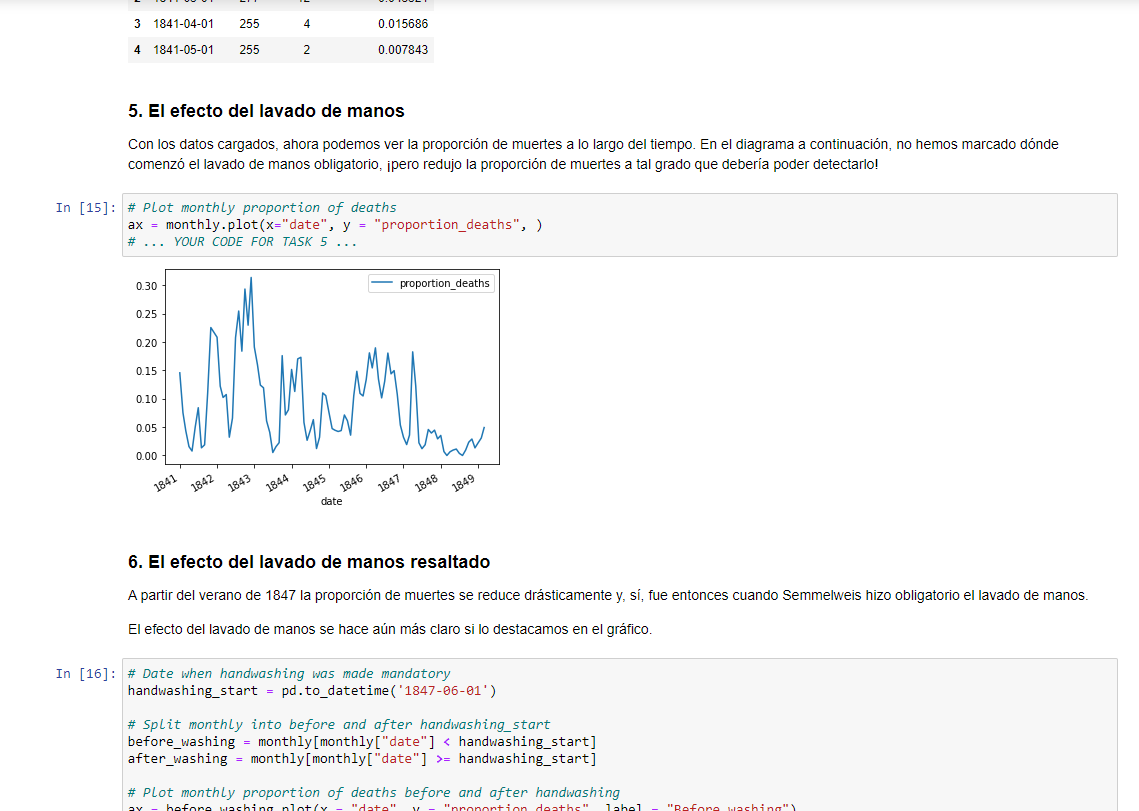 3 1841-04-01 255 4 0.015686
4 1841-05-01 255 2 0.007843
5. El efecto del lavado de manos
Con los datos cargados, ahora podemos ver la proporción de muertes a lo largo del tiempo. En el diagrama a continuación, no hemos marcado dónde
comenzó el lavado de manos obligatorio, ¡pero redujo la proporción de muertes a tal grado que debería poder detectarlo!
In [15]:
# Plot monthly proportion of deaths
ax = monthly.plot(x="date", y = "proportion_deaths", )
# ... YOUR CODE FOR TASK 5 ...
proportion_deaths
0.30
0.25
0.20
0.15
0.10
0.05
0.00
1841 1842 1843 1844 1845 1846 1847 1848 1849
date
6. El efecto del lavado de manos resaltado
A partir del verano de 1847 la proporción de muertes se reduce drásticamente y, sí, fue entonces cuando Semmelweis hizo obligatorio el lavado de manos.
El efecto del lavado de manos se hace aún más claro si lo destacamos en el gráfico.
In [16]:
# Date when handwashing was made mandatory
handwashing_start = pd.to_datetime('1847-06-01')
# Split monthly into before and after handwashing_start
before_washing = monthly[monthly["date"] < handwashing_start]
after_washing = monthly[monthly["date"] >= handwashing_start]
# Plot monthly proportion of deaths before and after handwashing
ax = before_washing.plot(x = "date", y = "proportion_deaths", label = "Before_washing")